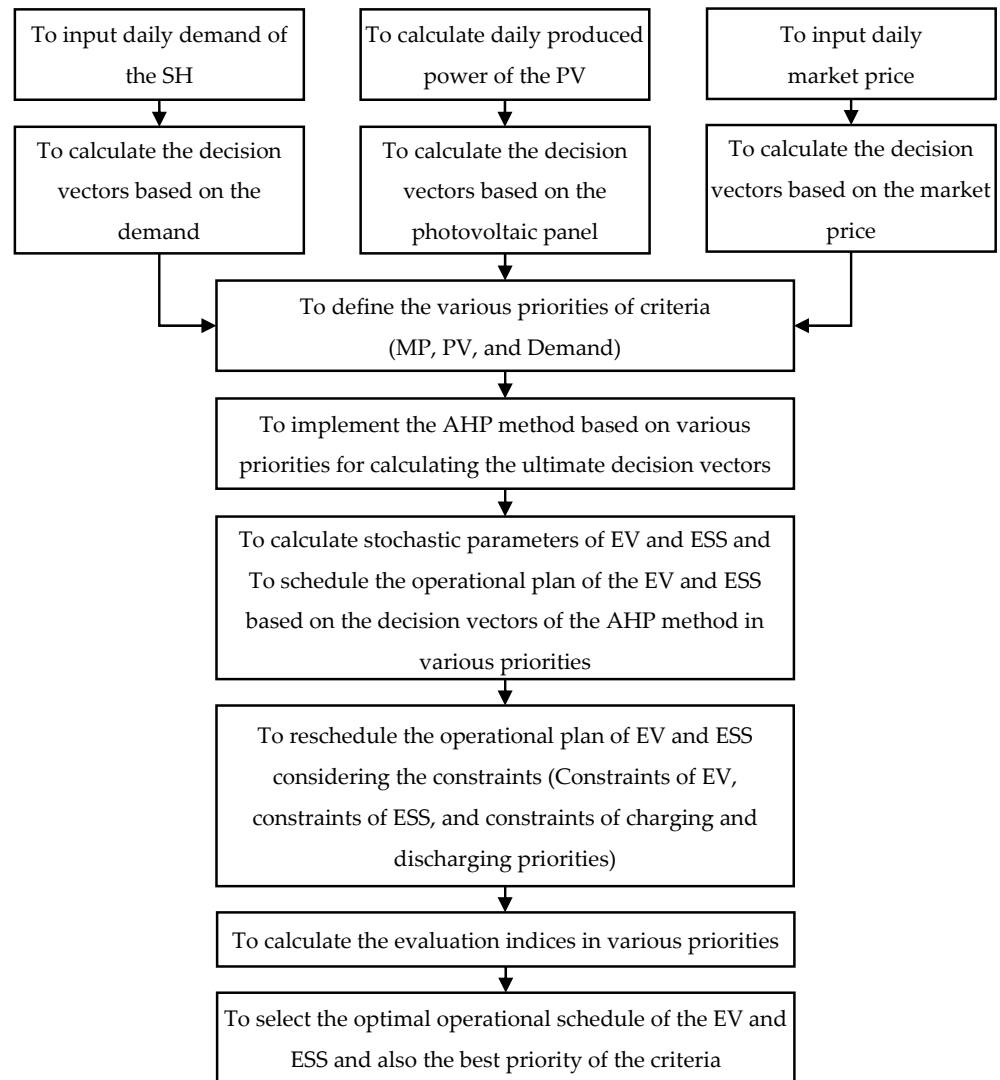 To input daily demand of
the SH
To calculate daily produced
power of the PV
To input daily
market price
To calculate the decision
vectors based on the
demand
To calculate the decision
vectors based on the
photovoltaic panel
To calculate the decision
vectors based on the market
price
To define the various priorities of criteria
(MP, PV, and Demand)
To implement the AHP method based on various
priorities for calculating the ultimate decision vectors
To calculate stochastic parameters of EV and ESS and
To schedule the operational plan of the EV and ESS
based on the decision vectors of the AHP method in
various priorities
To reschedule the operational plan of EV and ESS
considering the constraints (Constraints of EV,
constraints of ESS, and constraints of charging and
discharging priorities)
To calculate the evaluation indices in various priorities
To select the optimal operational schedule of the EV and
ESS and also the best priority of the criteria